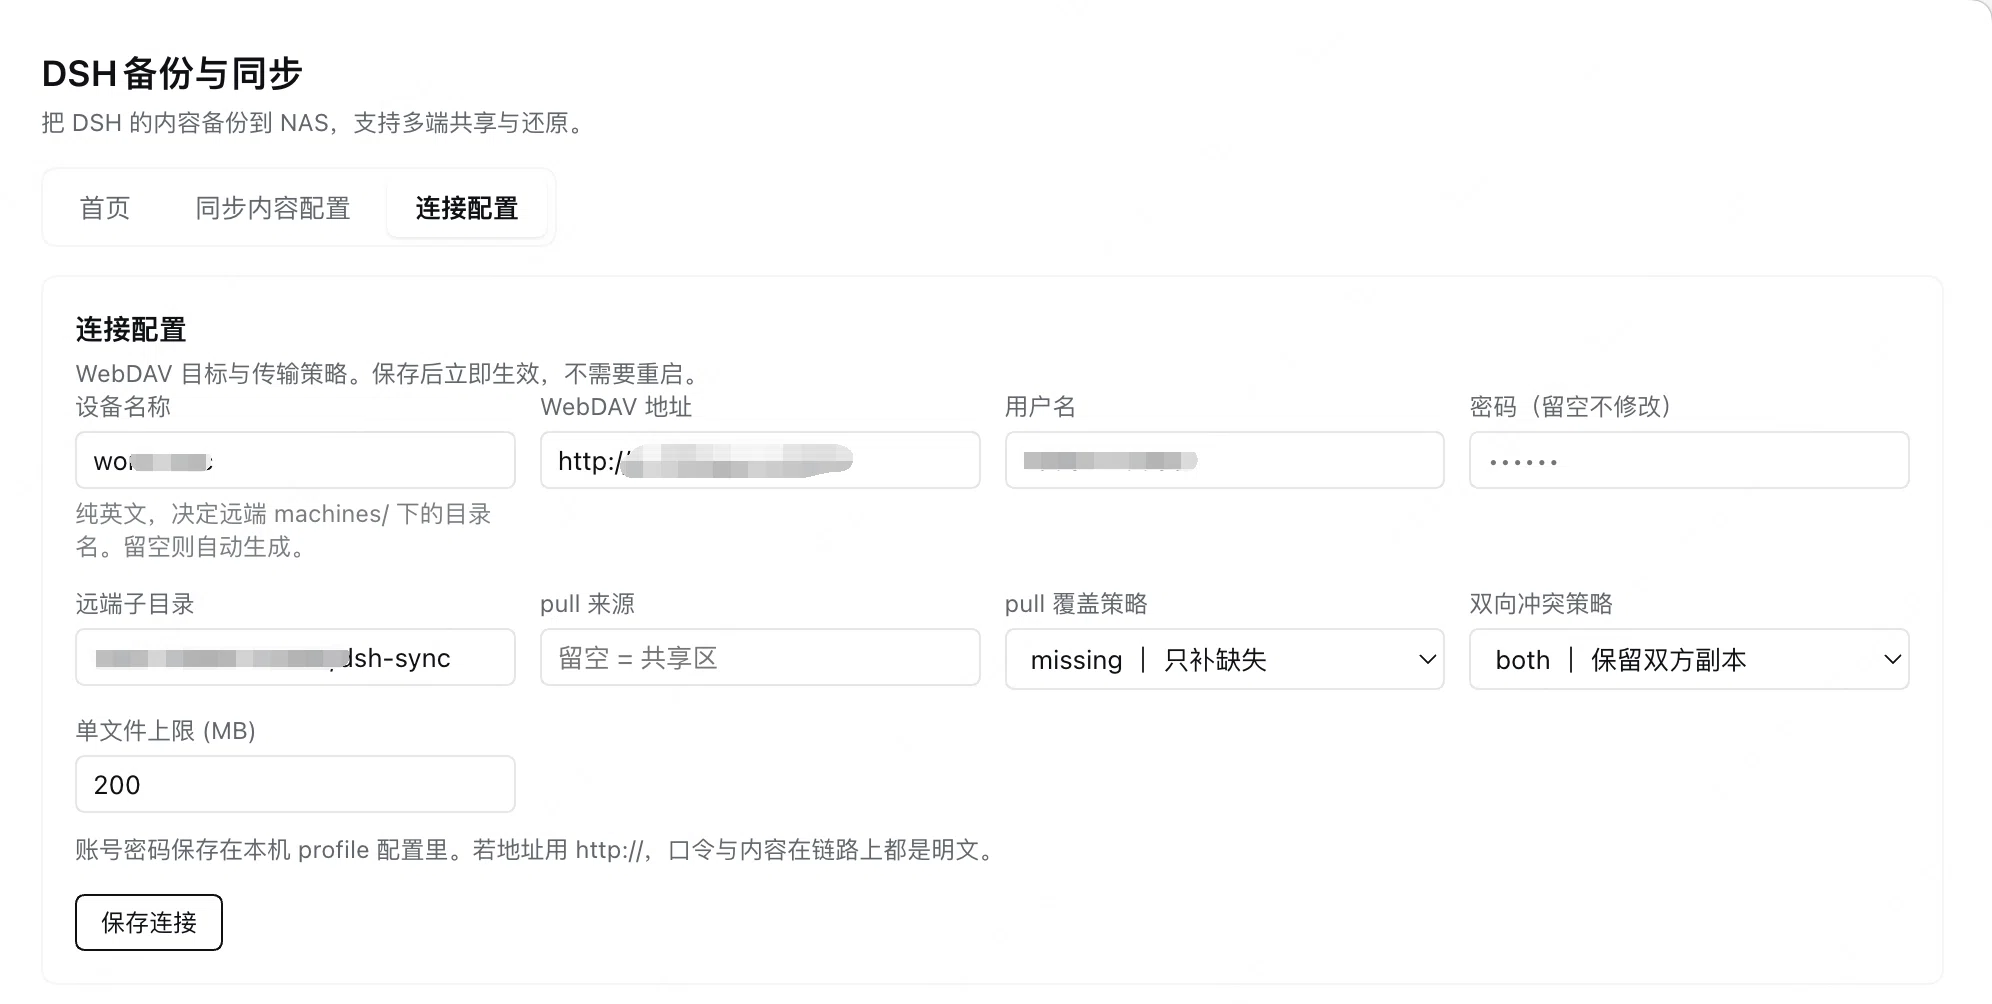 DSH 备份与同步
把 DSH 的内容备份到 NAS，支持多端共享与还原。
首页
同步内容配置
连接配置
连接配置
WebDAV 目标与传输策略。保存后立即生效，不需要重启。
设备名称
WebDAV 地址
用户名
密码（留空不修改）
http://
••••••
纯英文，决定远端 machines/ 下的目录
名。留空则自动生成。
远端子目录
pull 来源
pull 覆盖策略
双向冲突策略
dsh-sync
留空 = 共享区
missing ｜ 只补缺失
both ｜ 保留双方副本
单文件上限 (MB)
200
账号密码保存在本机 profile 配置里。若地址用 http://，口令与内容在链路上都是明文。
保存连接